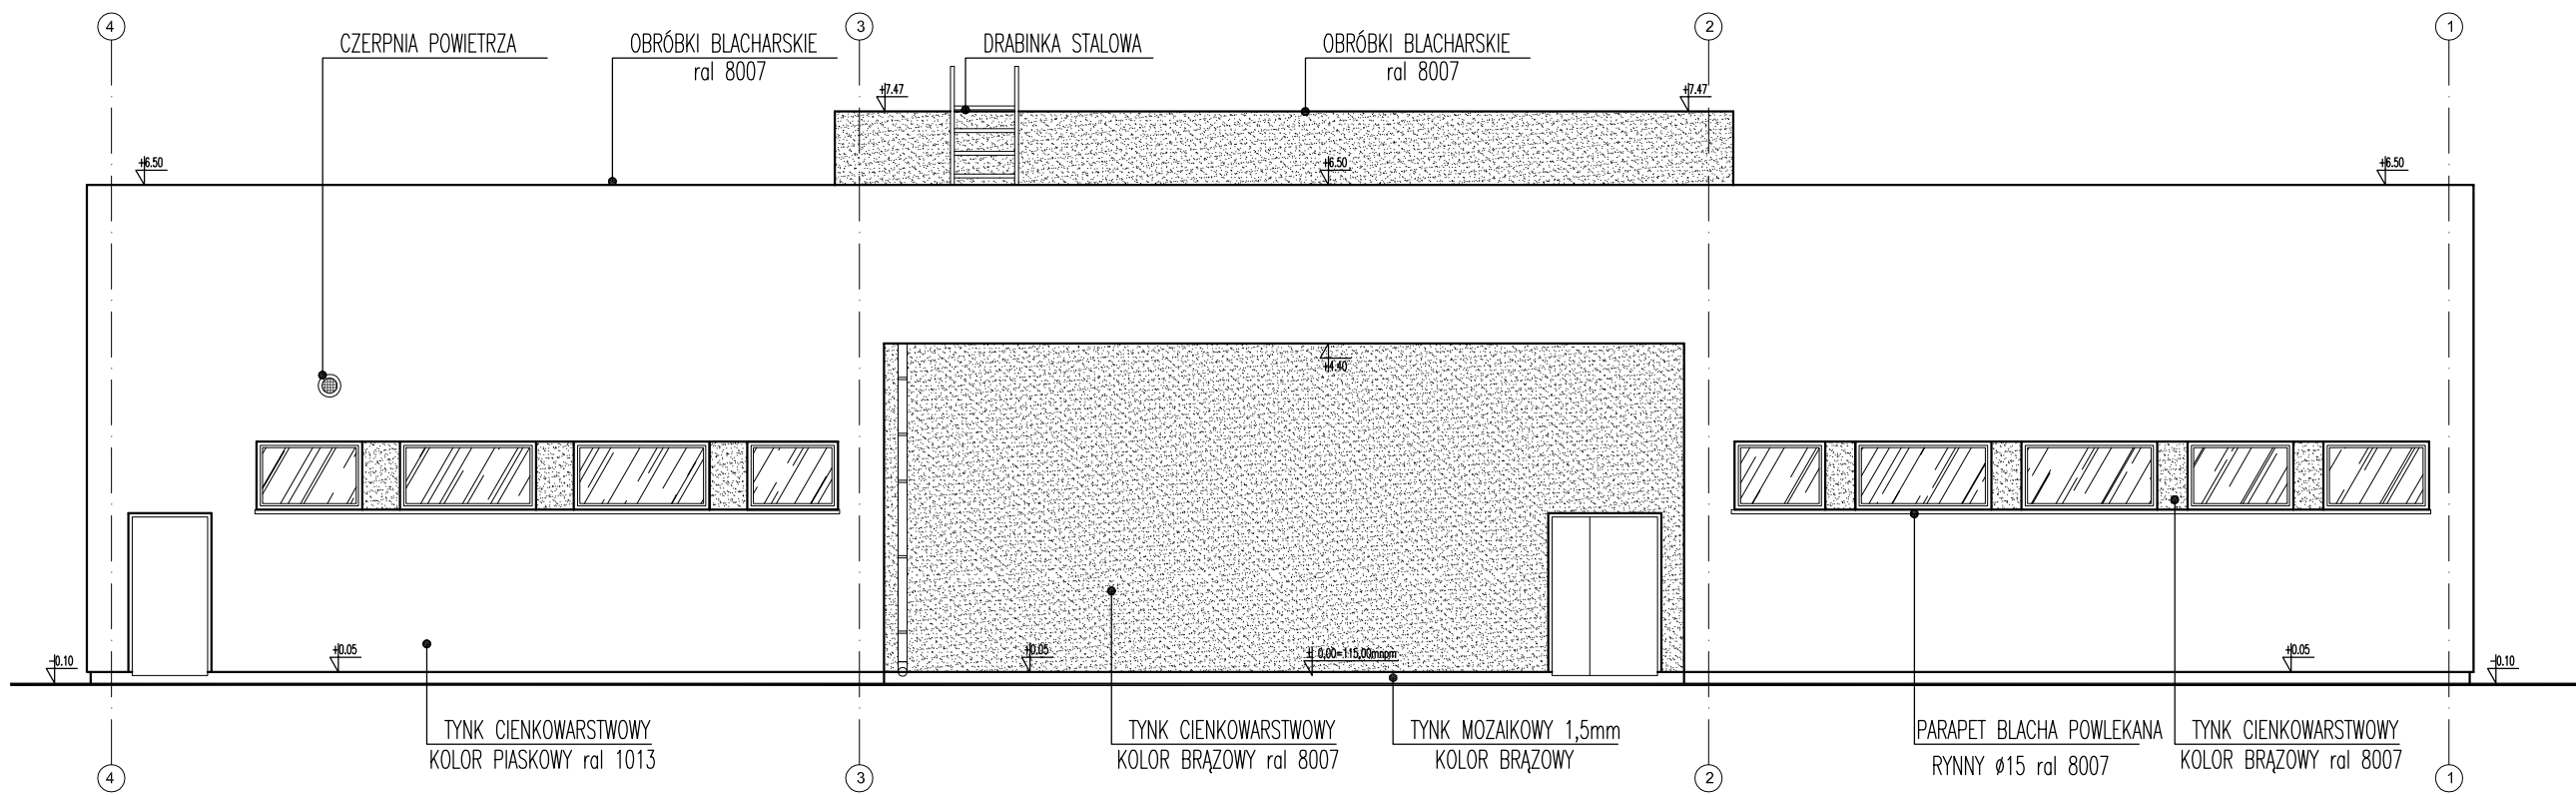 4
3
2
1
CZERPNIA POWIETRZA
OBRÓBKI BLACHARSKIE
ral 8007
DRABINKA STALOWA
OBRÓBKI BLACHARSKIE
ral 8007
+7.47
+7.47
+6.50
+6.50
+6.50
+4.40
-0.10
+0.05
+0.05
± 0,00=115,00mnpm
+0.05
-0.10
TYNK CIENKOWARSTWOWY
KOLOR PIASKOWY ral 1013
TYNK CIENKOWARSTWOWY
KOLOR BRĄZOWY ral 8007
TYNK MOZAIKOWY 1,5mm
KOLOR BRĄZOWY
PARAPET BLACHA POWLEKANA
RYNNY ø15 ral 8007
TYNK CIENKOWARSTWOWY
KOLOR BRĄZOWY ral 8007
4
3
2
1